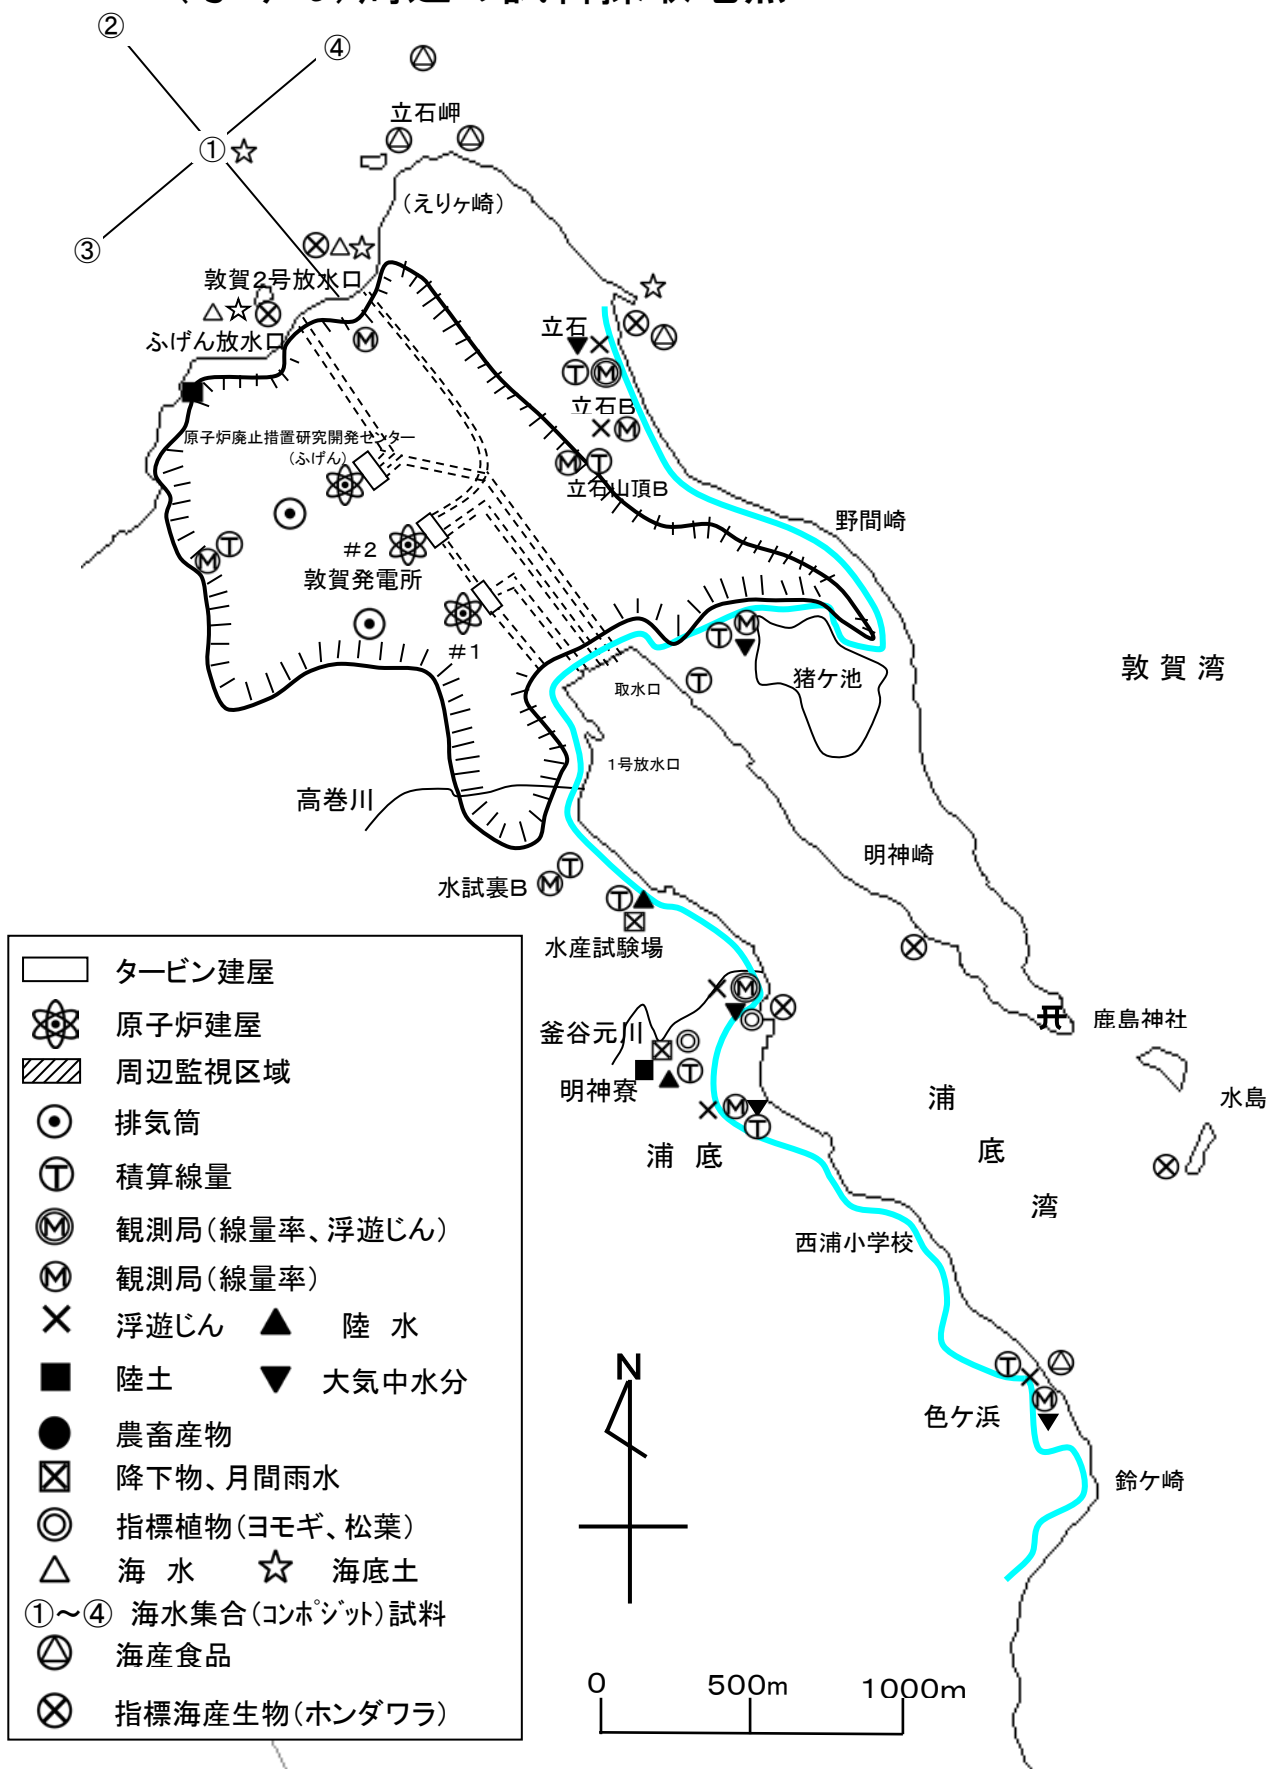 ②
④
立石岬
①
(えりヶ崎)
③
敦賀２号放水口
ふげん放水口
立石
Ⓣ Ⓜ
Ⓜ
立石Ｂ
Ⓜ
原子炉廃止措置研究開発センター
(ふげん)
Ⓜ Ⓣ
立石山頂Ｂ
野間崎
Ⓜ Ⓣ
＃２
敦賀発電所
＃１
Ⓣ Ⓜ
敦賀湾
猪ケ池
取水口
Ⓣ
１号放水口
高巻川
明神崎
水試裏Ｂ
Ⓜ Ⓣ
Ⓣ
水産試験場
Ⓜ
鹿島神社
釜谷元川
明神寮
Ⓣ
Ⓜ
Ⓣ
浦底
浦底湾
水島
西浦小学校
Ⓣ
Ⓜ
色ケ浜
鈴ケ崎
タービン建屋
原子炉建屋
周辺監視区域
排気筒
Ⓣ 積算線量
Ⓜ 観測局(線量率、浮遊じん)
Ⓜ 観測局(線量率)
× 浮遊じん ▲ 陸 水
■ 陸土 ▼ 大気中水分
● 農畜産物
降下物、月間雨水
◎ 指標植物(ヨモギ、松葉)
△ 海 水 ☆ 海底土
①～④ 海水集合(ｺﾝﾎﾟｼﾞｯﾄ)試料
海産食品
指標海産生物(ホンダワラ)
N
0 500m 1000m